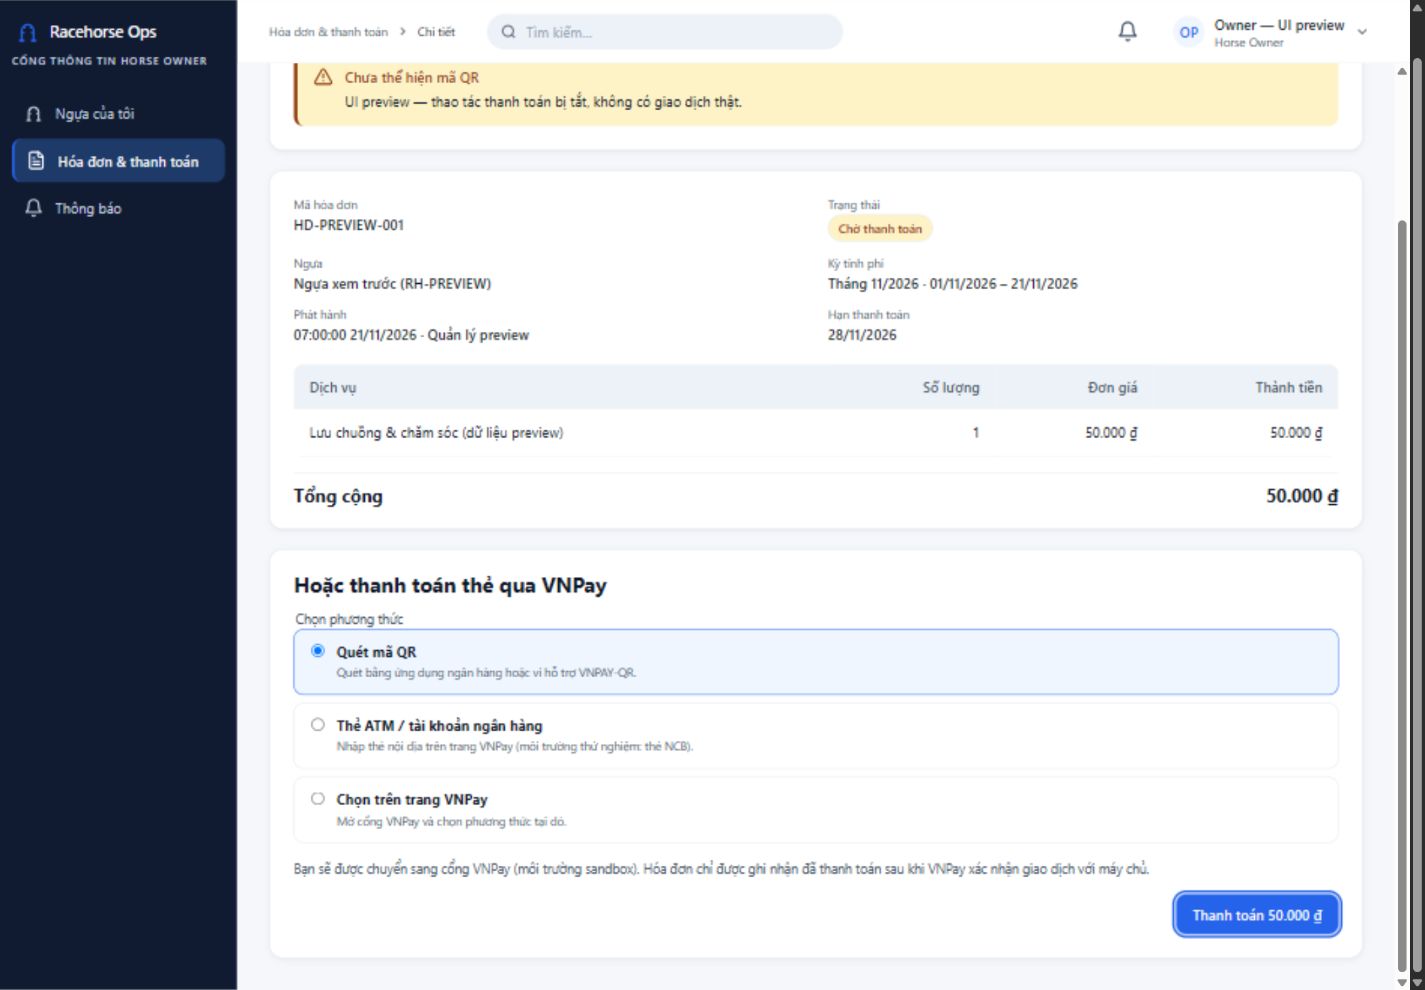 Racehorse Ops
CỔNG THÔNG TIN HORSE OWNER
Ngựa của tôi
Hóa đơn & thanh toán
Thông báo
Hóa đơn & thanh toán > Chi tiết
Tìm kiếm...
OP
Owner — UI preview
Horse Owner
Chưa thể hiện mã QR
UI preview — thao tác thanh toán bị tắt, không có giao dịch thật.
Mã hóa đơn
HD-PREVIEW-001
Trạng thái
Chờ thanh toán
Ngựa
Ngựa xem trước (RH-PREVIEW)
Kỳ tính phí
Tháng 11/2026 · 01/11/2026 – 21/11/2026
Phát hành
07:00:00 21/11/2026 · Quản lý preview
Hạn thanh toán
28/11/2026
Dịch vụ Số lượng Đơn giá Thành tiền
Lưu chuồng & chăm sóc (dữ liệu preview) 1 50.000 ₫ 50.000 ₫
Tổng cộng 50.000 ₫
Hoặc thanh toán thẻ qua VNPay
Chọn phương thức
Quét mã QR
Quét bằng ứng dụng ngân hàng hoặc ví hỗ trợ VNPAY-QR.
Thẻ ATM / tài khoản ngân hàng
Nhập thẻ nội địa trên trang VNPay (môi trường thử nghiệm: thẻ NCB).
Chọn trên trang VNPay
Mở cổng VNPay và chọn phương thức tại đó.
Bạn sẽ được chuyển sang cổng VNPay (môi trường sandbox). Hóa đơn chỉ được ghi nhận đã thanh toán sau khi VNPay xác nhận giao dịch với máy chủ.
Thanh toán 50.000 ₫